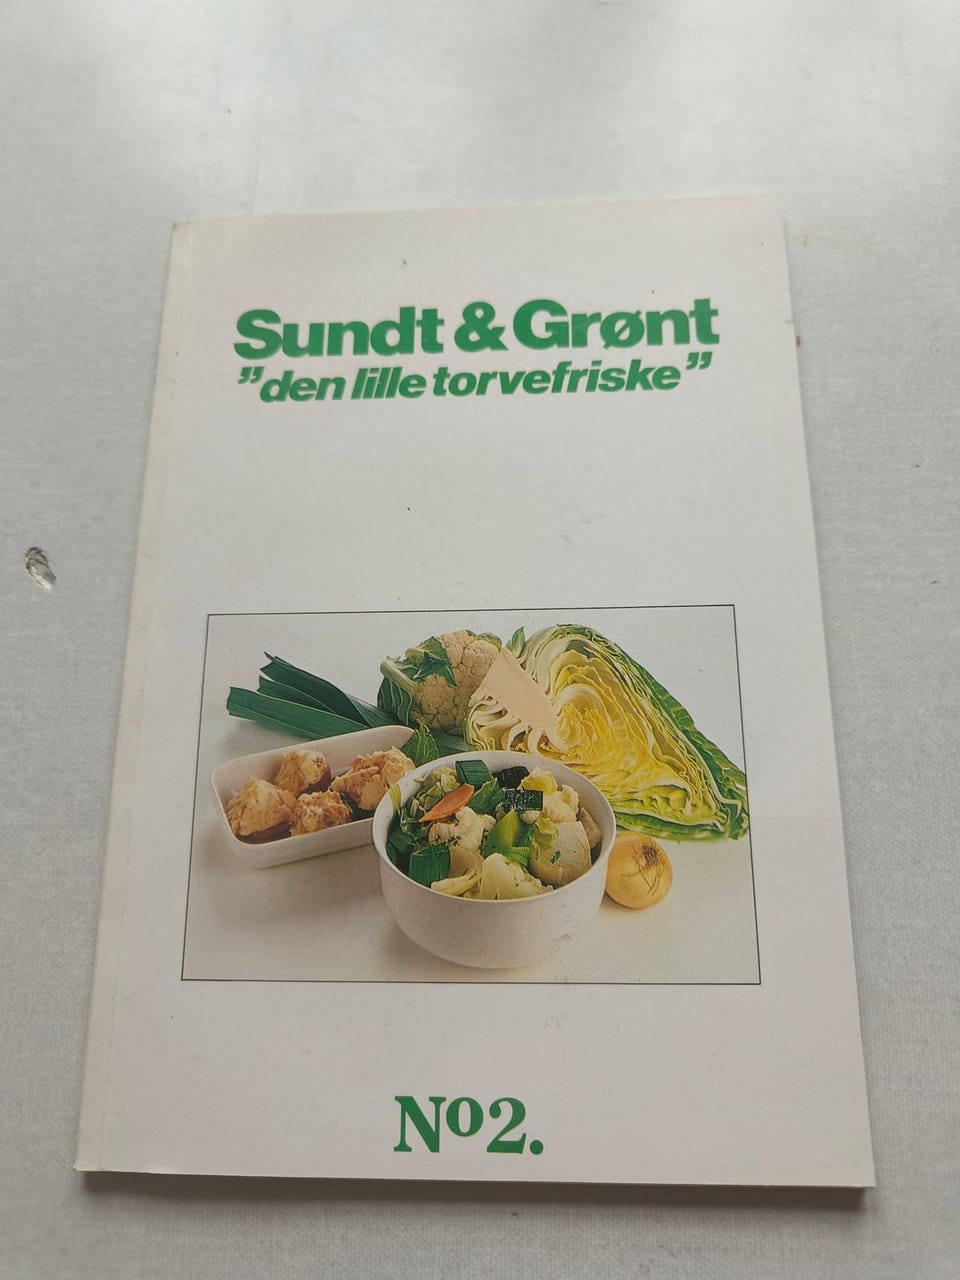 Sundt & Grønt
”den lille torvefriske”
Nº2.